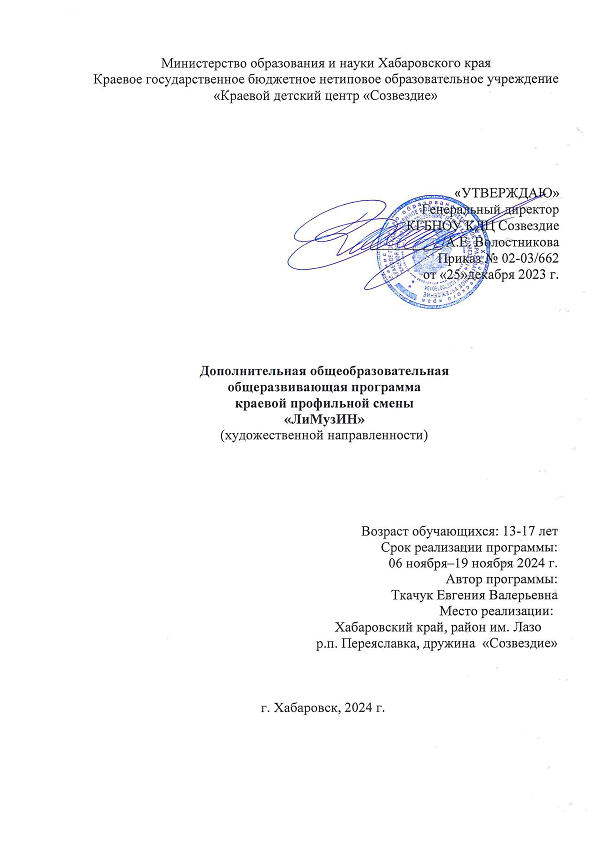 Министерство образования и науки Хабаровского края
Краевое государственное бюджетное нетиповое образовательное учреждение
«Краевой детский центр «Созвездие»
«УТВЕРЖДАЮ»
Генеральный директор
КГБНОУ КДЦ Созвездие
А.Е. Волостникова
Приказ № 02-03/662
от «25»декабря 2023 г.
Дополнительная общеобразовательная
общеразвивающая программа
краевой профильной смены
«ЛиМузИН»
(художественной направленности)
Возраст обучающихся: 13-17 лет
Срок реализации программы:
06 ноября–19 ноября 2024 г.
Автор программы:
Ткачук Евгения Валерьевна
Место реализации:
Хабаровский край, район им. Лазо
р.п. Переяславка, дружина «Созвездие»
г. Хабаровск, 2024 г.